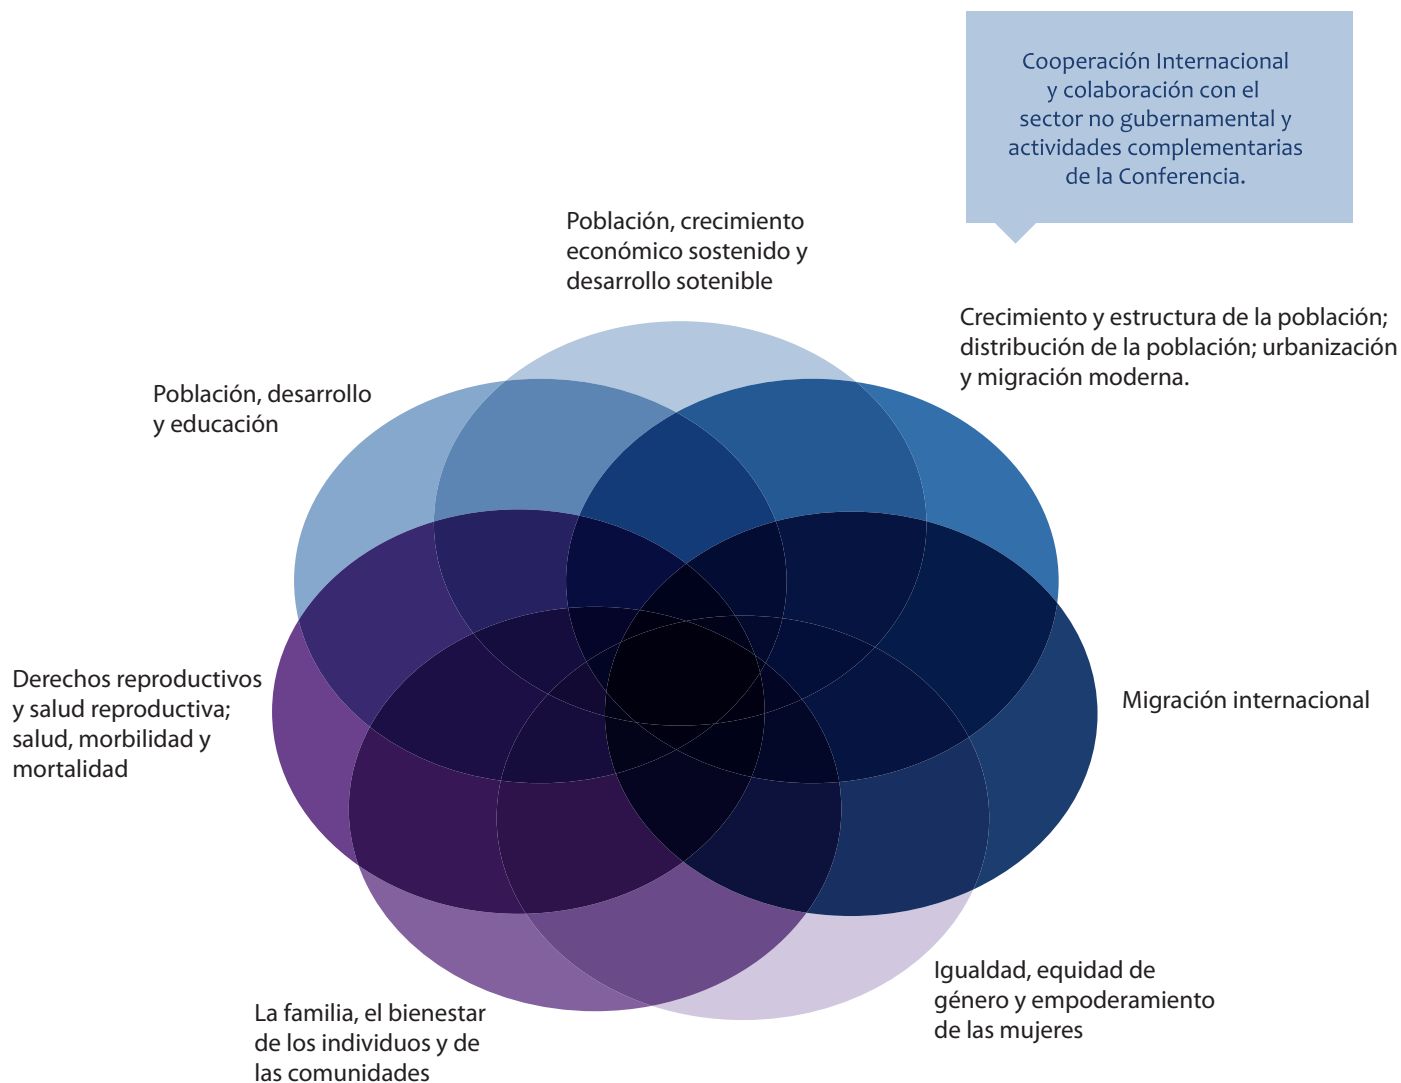 Cooperación Internacional
y colaboración con el
sector no gubernamental y
actividades complementarias
de la Conferencia.
Población, crecimiento
económico sostenido y
desarrollo sotenible
Crecimiento y estructura de la población;
distribución de la población; urbanización
y migración moderna.
Población, desarrollo
y educación
Derechos reproductivos
y salud reproductiva;
salud, morbilidad y
mortalidad
Migración internacional
Igualdad, equidad de
género y empoderamiento
de las mujeres
La familia, el bienestar
de los individuos y de
las comunidades